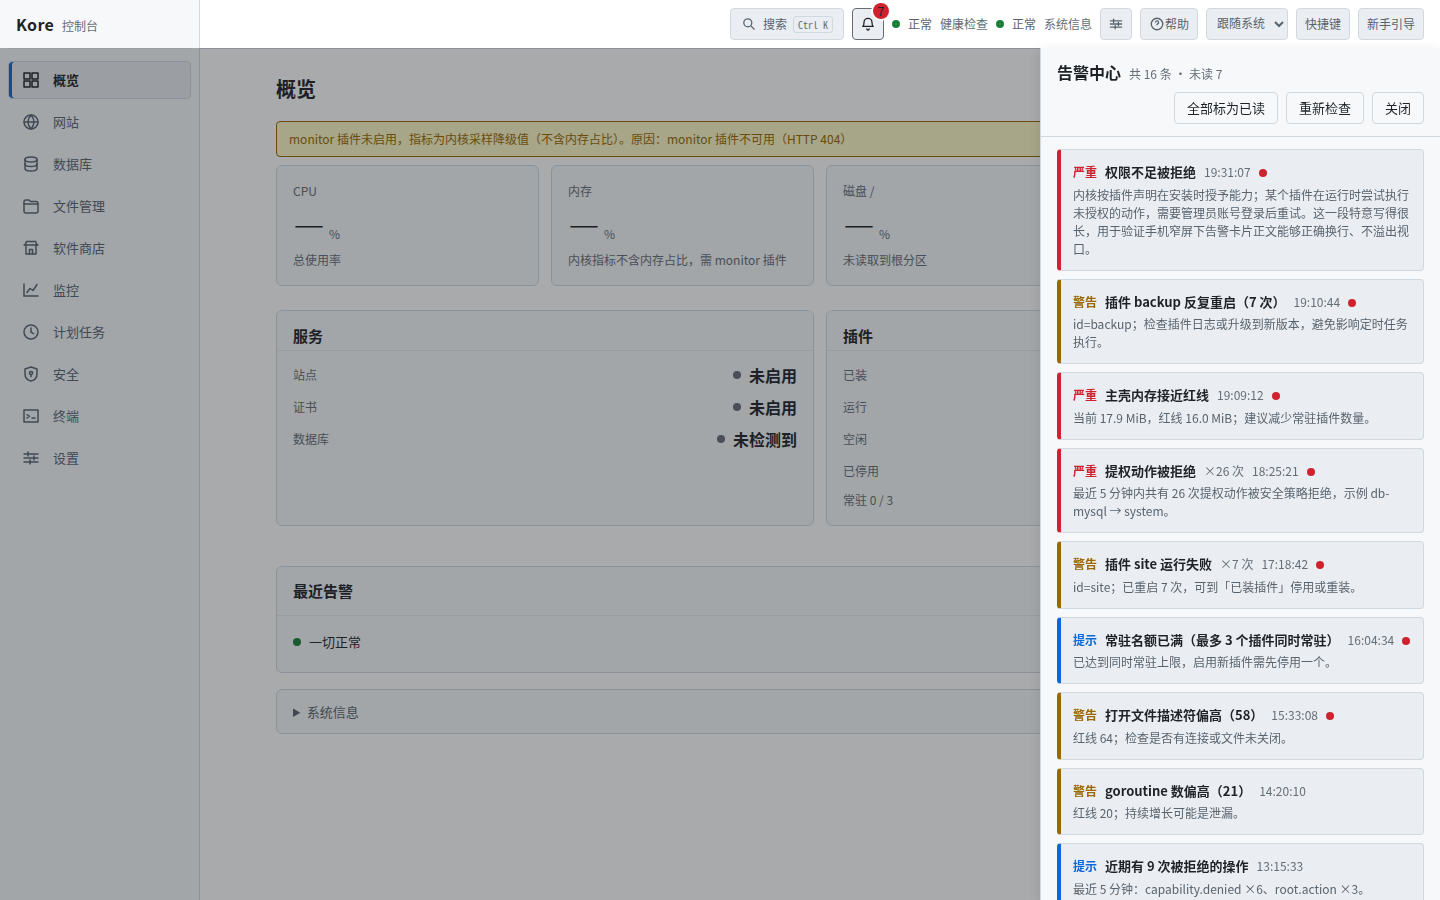 Kore 控制台
搜索 Ctrl K
7
正常 健康检查
正常 系统信息
帮助
跟随系统
快捷键
新手引导
概览
网站
数据库
文件管理
软件商店
监控
计划任务
安全
终端
设置
概览
monitor 插件未启用，指标为内核采样降级值（不含内存占比）。原因：monitor 插件不可用（HTTP 404）
CPU
— %
总使用率
内存
— %
内核指标不含内存占比，需 monitor 插件
磁盘 /
— %
未读取到根分区
服务
站点 未启用
证书 未启用
数据库 未检测到
插件
已装
运行
空闲
已停用
常驻 0 / 3
最近告警
一切正常
系统信息
告警中心 共 16 条 · 未读 7
全部标为已读
重新检查
关闭
严重 权限不足被拒绝 19:31:07
内核按插件声明在安装时授予能力；某个插件在运行时尝试执行
未授权的动作，需要管理员账号登录后重试。这一段特意写得很
长，用于验证手机窄屏下告警卡片正文能够正确换行、不溢出视
口。
警告 插件 backup 反复重启（7 次） 19:10:44
id=backup；检查插件日志或升级到新版本，避免影响定时任务
执行。
严重 主壳内存接近红线 19:09:12
当前 17.9 MiB，红线 16.0 MiB；建议减少常驻插件数量。
严重 提权动作被拒绝 ×26 次 18:25:21
最近 5 分钟内共有 26 次提权动作被安全策略拒绝，示例 db-
mysql → system。
警告 插件 site 运行失败 ×7 次 17:18:42
id=site；已重启 7 次，可到「已装插件」停用或重装。
提示 常驻名额已满（最多 3 个插件同时常驻） 16:04:34
已达到同时常驻上限，启用新插件需先停用一个。
警告 打开文件描述符偏高（58） 15:33:08
红线 64；检查是否有连接或文件未关闭。
警告 goroutine 数偏高（21） 14:20:10
红线 20；持续增长可能是泄漏。
提示 近期有 9 次被拒绝的操作 13:15:33
最近 5 分钟：capability.denied ×6、root.action ×3。